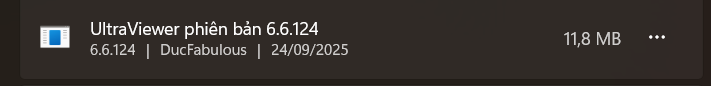 UltraViewer phiên bản 6.6.124
6.6.124 | DucFabulous | 24/09/2025
11,8 MB